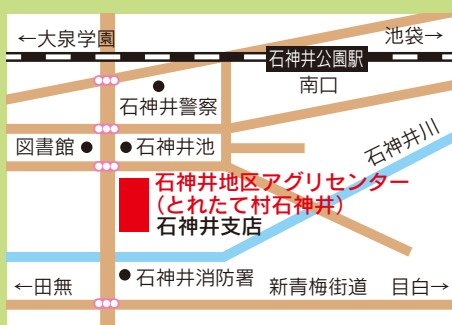 ←大泉学園
池袋→
石神井公園駅
南口
石神井警察
図書館
石神井池
石神井川
石神井地区アグリセンター
(とれたて村石神井)
石神井支店
石神井消防署
←田無
新青梅街道
目白→